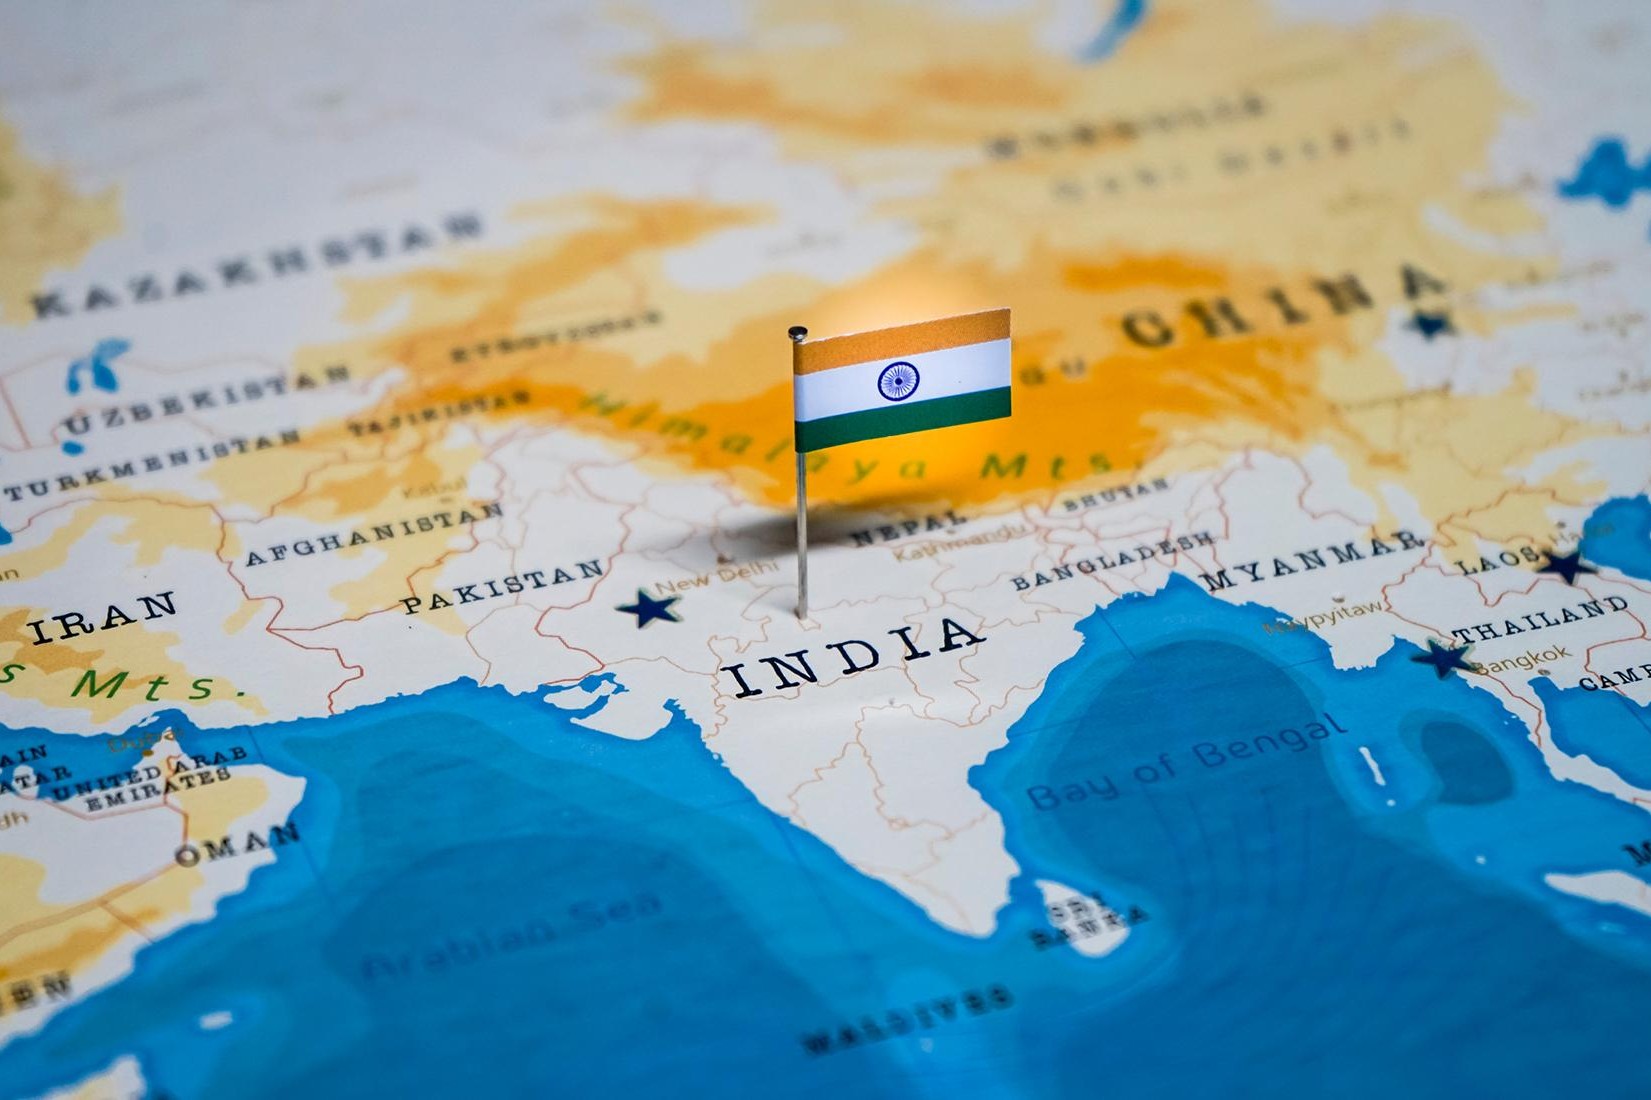 KAZAKHSTAN
CHINA
KYRGYZSTAN
UZBEKISTAN
TAJIKISTAN
TURKMENISTAN
Himalaya Mts.
Kabul
AFGHANISTAN
BHUTAN
NEPAL
Kathmandu
PAKISTAN
New Delhi
BANGLADESH
MYANMAR
LAOS
IRAN
INDIA
Naypyitaw
THAILAND
Bangkok
s Mts.
CAMB
Dubai
AIN
ATAR
UNITED ARAB
EMIRATES
dh
OMAN
Bay of Bengal
Arabian Sea
SRI
LANKA
MALDIVES